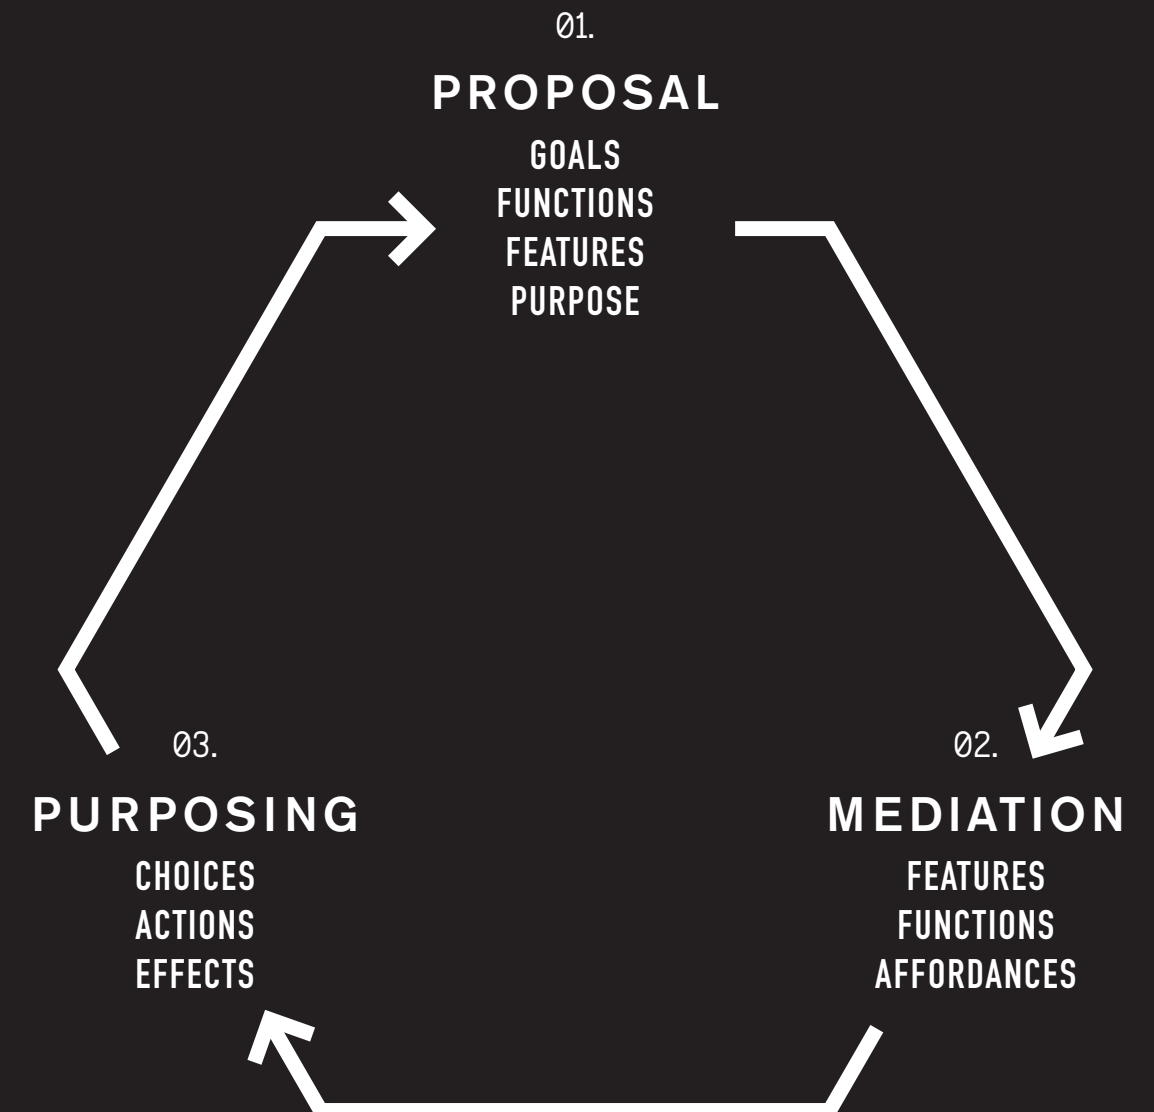 01.
PROPOSAL
GOALS
FUNCTIONS
FEATURES
PURPOSE
02.
MEDIATION
FEATURES
FUNCTIONS
AFFORDANCES
03.
PURPOSING
CHOICES
ACTIONS
EFFECTS